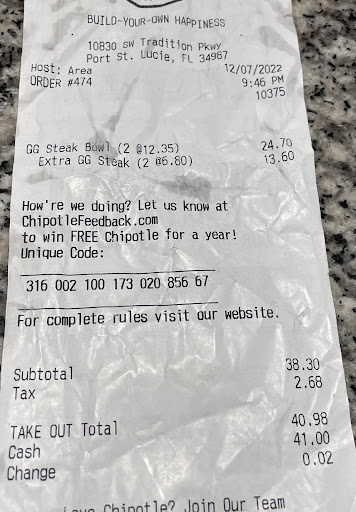 BUILD-YOUR-OWN HAPPINESS
10830 SW Tradition Pkwy
Port St. Lucie, FL 34987
Host: Area 12/07/2022
ORDER #474 9:46 PM
10375
GG Steak Bowl (2 @12.35) 24.70
Extra GG Steak (2 @6.80) 13.60
How're we doing? Let us know at
ChipotleFeedback.com
to win FREE Chipotle for a year!
Unique Code:
316 002 100 173 020 856 67
For complete rules visit our website.
Subtotal 38.30
Tax 2.68
TAKE OUT Total 40.98
Cash 41.00
Change 0.02
Love Chipotle? Join Our Team